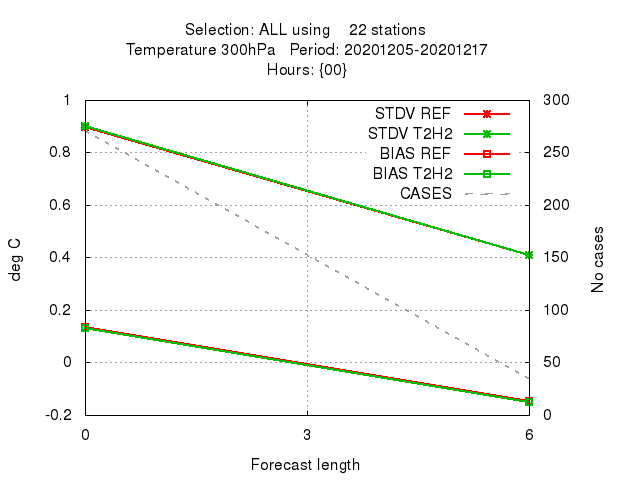 Selection: ALL using 22 stations
Temperature 300hPa Period: 20201205-20201217
Hours: {00}
1 300
STDV REF
STDV T2H2
0.8 250
BIAS REF
BIAS T2H2
CASES
0.6 200
deg C
No cases
0.4 150
0.2 100
0 50
-0.2 0
0 3 6
Forecast length